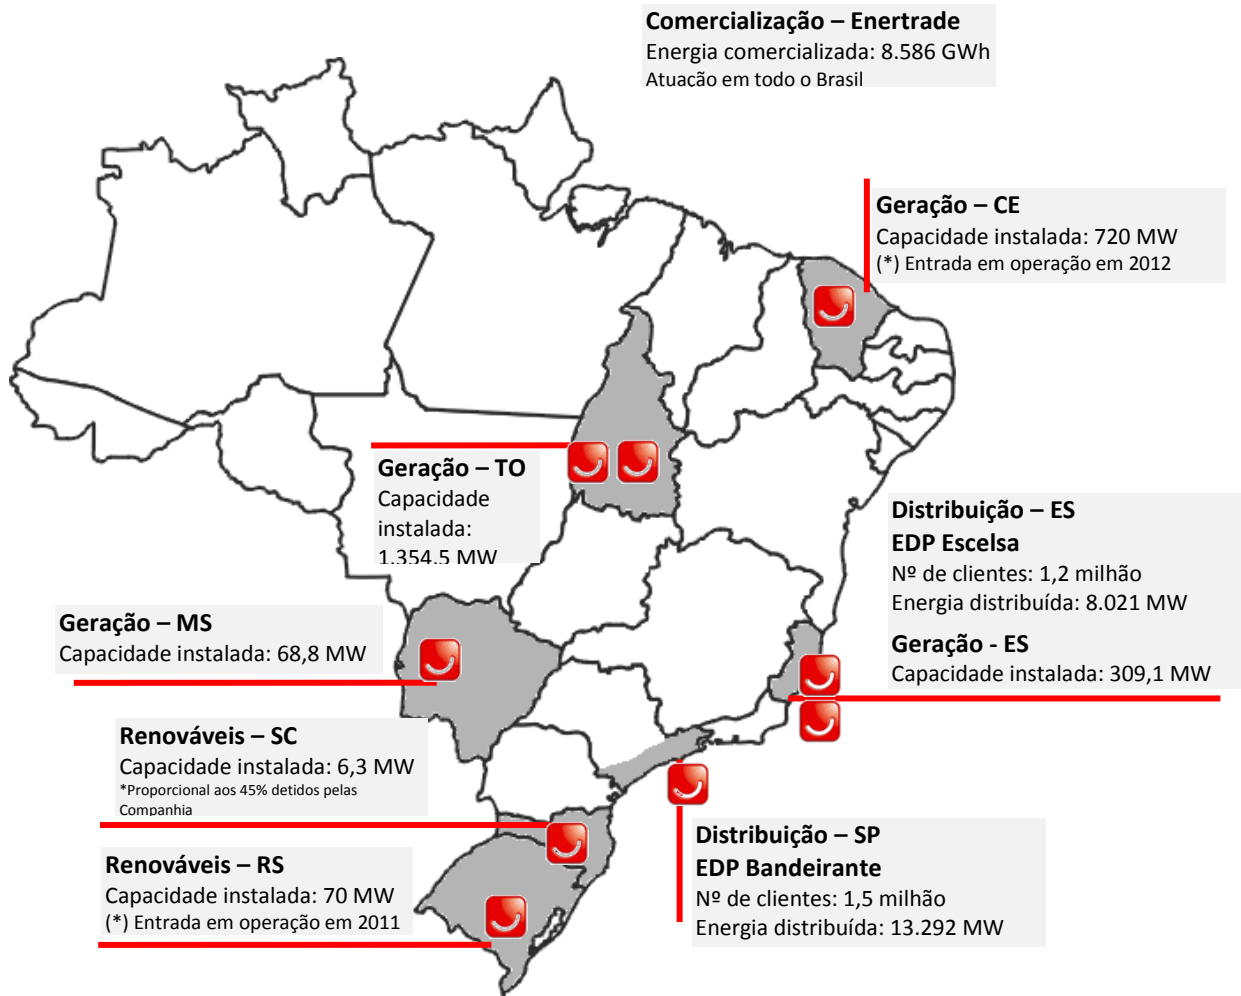 Comercialização – Enertrade
Energia comercializada: 8.586 GWh
Atuação em todo o Brasil
Geração – CE
Capacidade instalada: 720 MW
(*) Entrada em operação em 2012
Geração – TO
Capacidade
instalada:
1.354,5 MW
Distribuição – ES
EDP Escelsa
Nº de clientes: 1,2 milhão
Energia distribuída: 8.021 MW
Geração - ES
Capacidade instalada: 309,1 MW
Geração – MS
Capacidade instalada: 68,8 MW
Renováveis – SC
Capacidade instalada: 6,3 MW
*Proporcional aos 45% detidos pelas
Companhia
Renováveis – RS
Capacidade instalada: 70 MW
(*) Entrada em operação em 2011
Distribuição – SP
EDP Bandeirante
Nº de clientes: 1,5 milhão
Energia distribuída: 13.292 MW